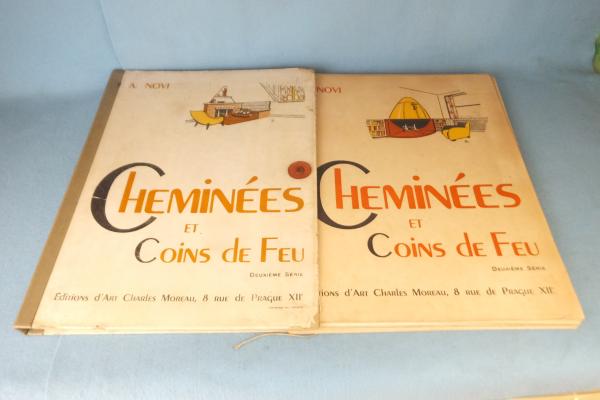 A. NOVI
CHEMINÉES
ET
COINS DE FEU
DEUXIÈME SÉRIE
ÉDITIONS D'ART CHARLES MOREAU, 8 RUE DE PRAGUE XIIE
NOVI
CHEMINÉES
ET
COINS DE FEU
DEUXIÈME SÉRIE
TIONS D'ART CHARLES MOREAU, 8 RUE DE PRAGUE XIIE